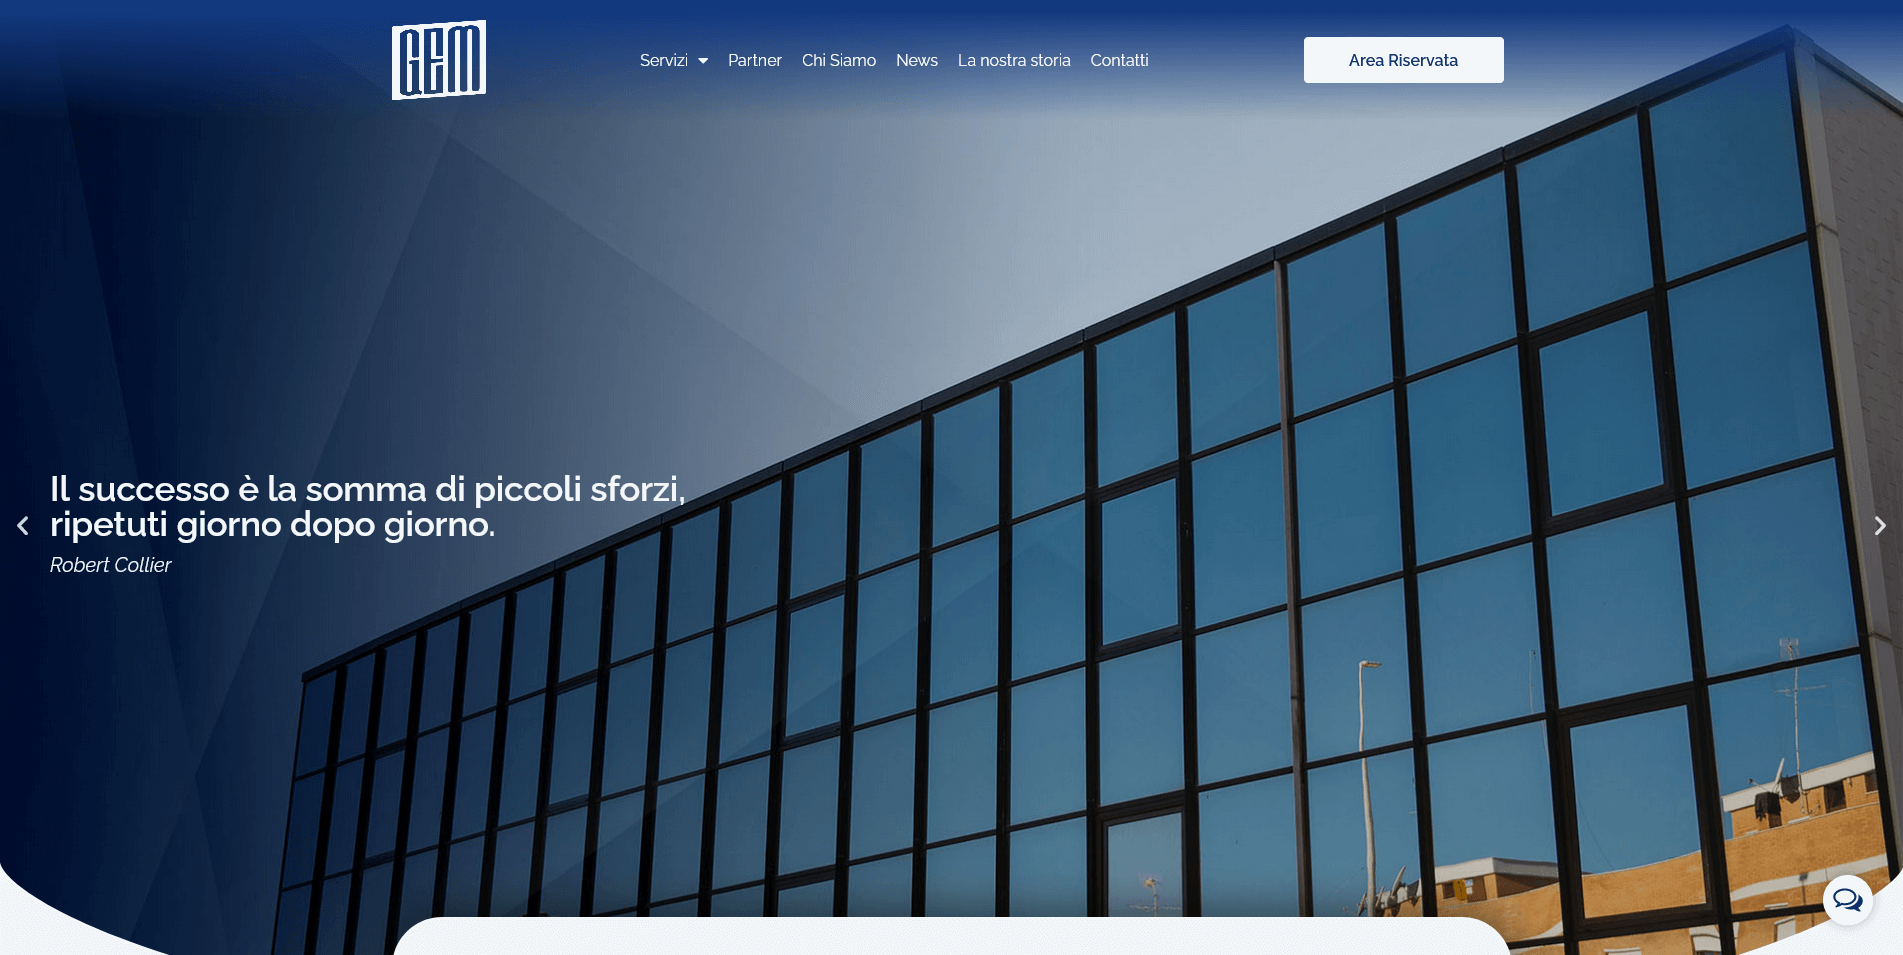 GEM
Servizi
Partner
Chi Siamo
News
La nostra storia
Contatti
Area Riservata
Il successo è la somma di piccoli sforzi,
ripetuti giorno dopo giorno.
Robert Collier